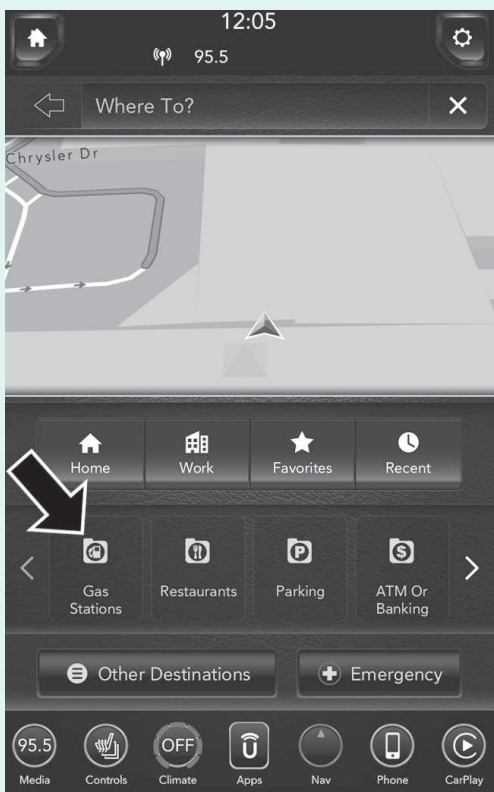 12:05
95.5
Where To?
Chrysler Dr
Home Work Favorites Recent
Gas Stations Restaurants Parking ATM Or Banking
Other Destinations Emergency
95.5 OFF
Media Controls Climate Apps Nav Phone CarPlay